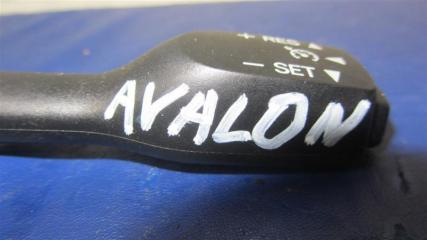 + RES ▲
− SET ▼
AVALON